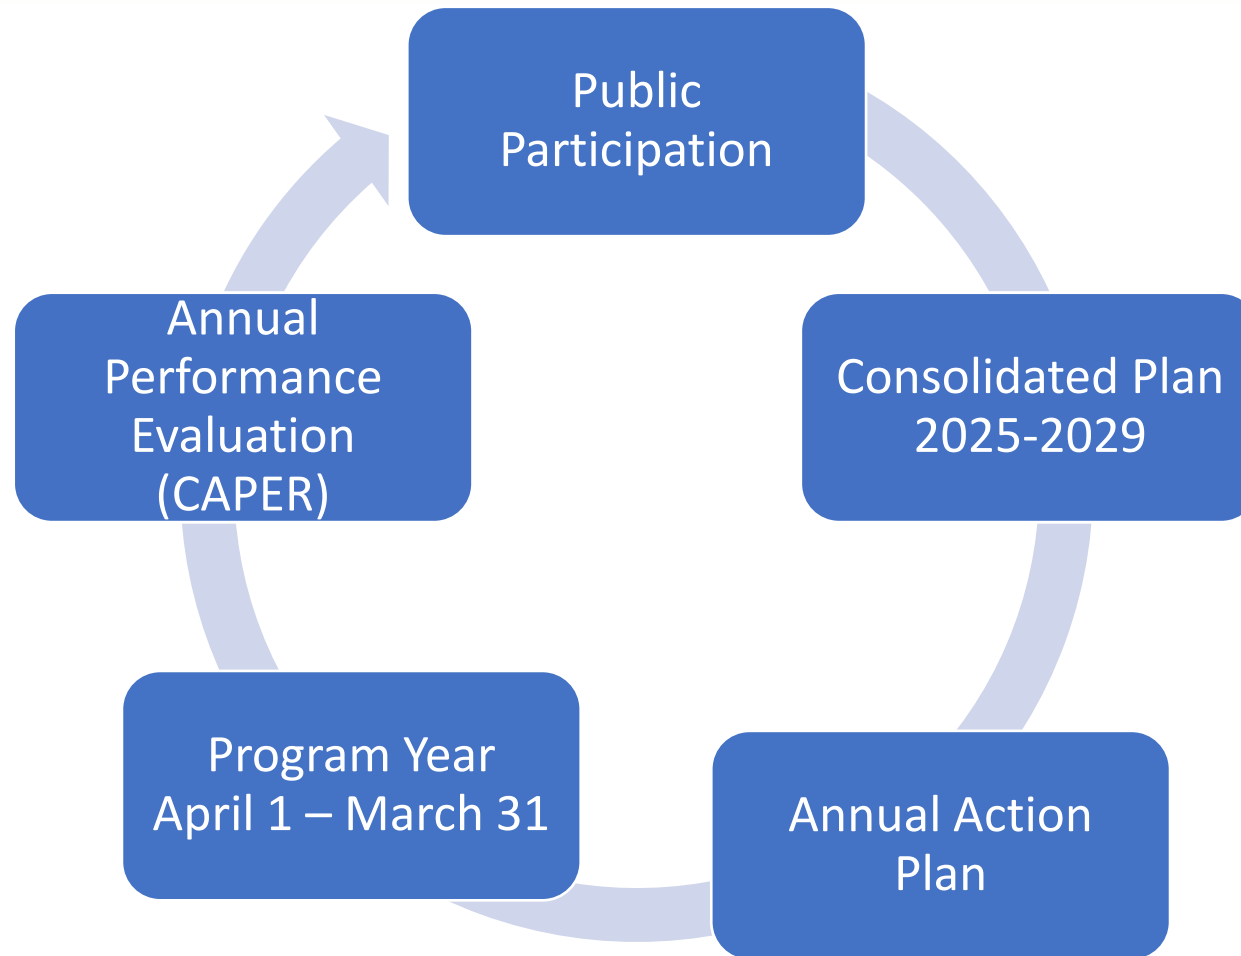 Public
Participation
Consolidated Plan
2025-2029
Annual Action
Plan
Program Year
April 1 – March 31
Annual
Performance
Evaluation
(CAPER)